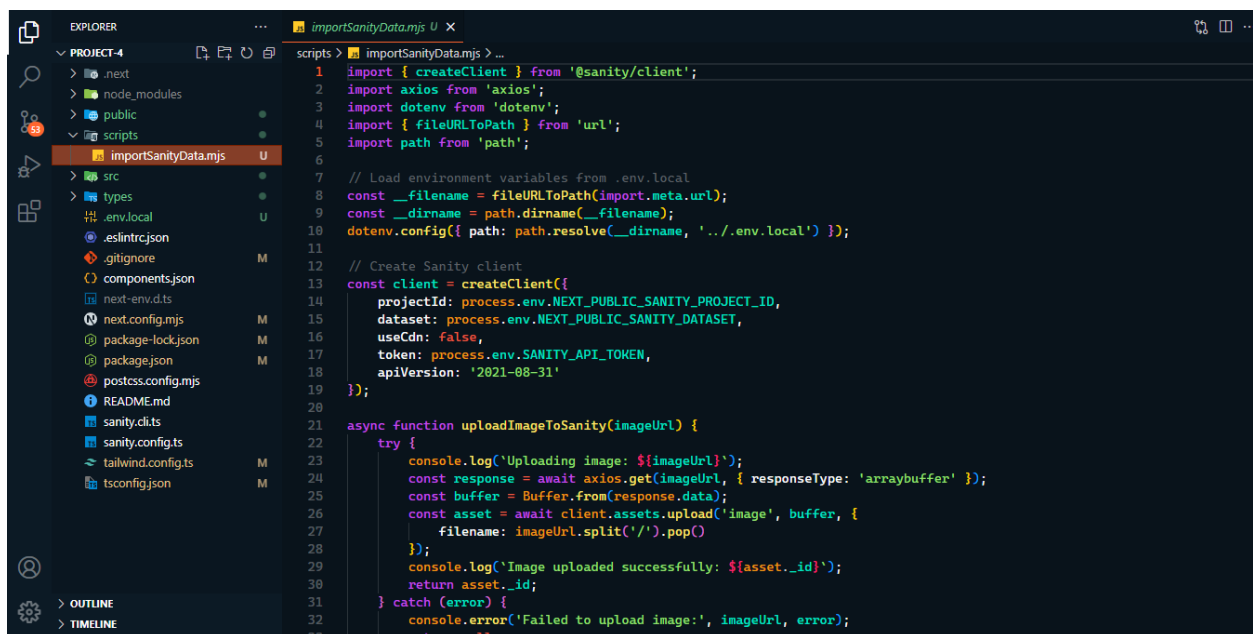 EXPLORER
PROJECT-4
.next
node_modules
public
scripts
importSanityData.mjs U
src
types
.env.local U
.eslintrc.json
.gitignore M
components.json
next-env.d.ts
next.config.mjs M
package-lock.json M
package.json M
postcss.config.mjs
README.md
sanity.cli.ts
sanity.config.ts
tailwind.config.ts M
tsconfig.json M
OUTLINE
TIMELINE
53
importSanityData.mjs U
scripts > importSanityData.mjs > ...
1 import { createClient } from '@sanity/client';
2 import axios from 'axios';
3 import dotenv from 'dotenv';
4 import { fileURLToPath } from 'url';
5 import path from 'path';
6
7 // Load environment variables from .env.local
8 const __filename = fileURLToPath(import.meta.url);
9 const __dirname = path.dirname(__filename);
10 dotenv.config({ path: path.resolve(__dirname, '../.env.local') });
11
12 // Create Sanity client
13 const client = createClient({
14 projectId: process.env.NEXT_PUBLIC_SANITY_PROJECT_ID,
15 dataset: process.env.NEXT_PUBLIC_SANITY_DATASET,
16 useCdn: false,
17 token: process.env.SANITY_API_TOKEN,
18 apiVersion: '2021-08-31'
19 });
20
21 async function uploadImageToSanity(imageUrl) {
22 try {
23 console.log(`Uploading image: ${imageUrl}`);
24 const response = await axios.get(imageUrl, { responseType: 'arraybuffer' });
25 const buffer = Buffer.from(response.data);
26 const asset = await client.assets.upload('image', buffer, {
27 filename: imageUrl.split('/').pop()
28 });
29 console.log(`Image uploaded successfully: ${asset._id}`);
30 return asset._id;
31 } catch (error) {
32 console.error('Failed to upload image:', imageUrl, error);